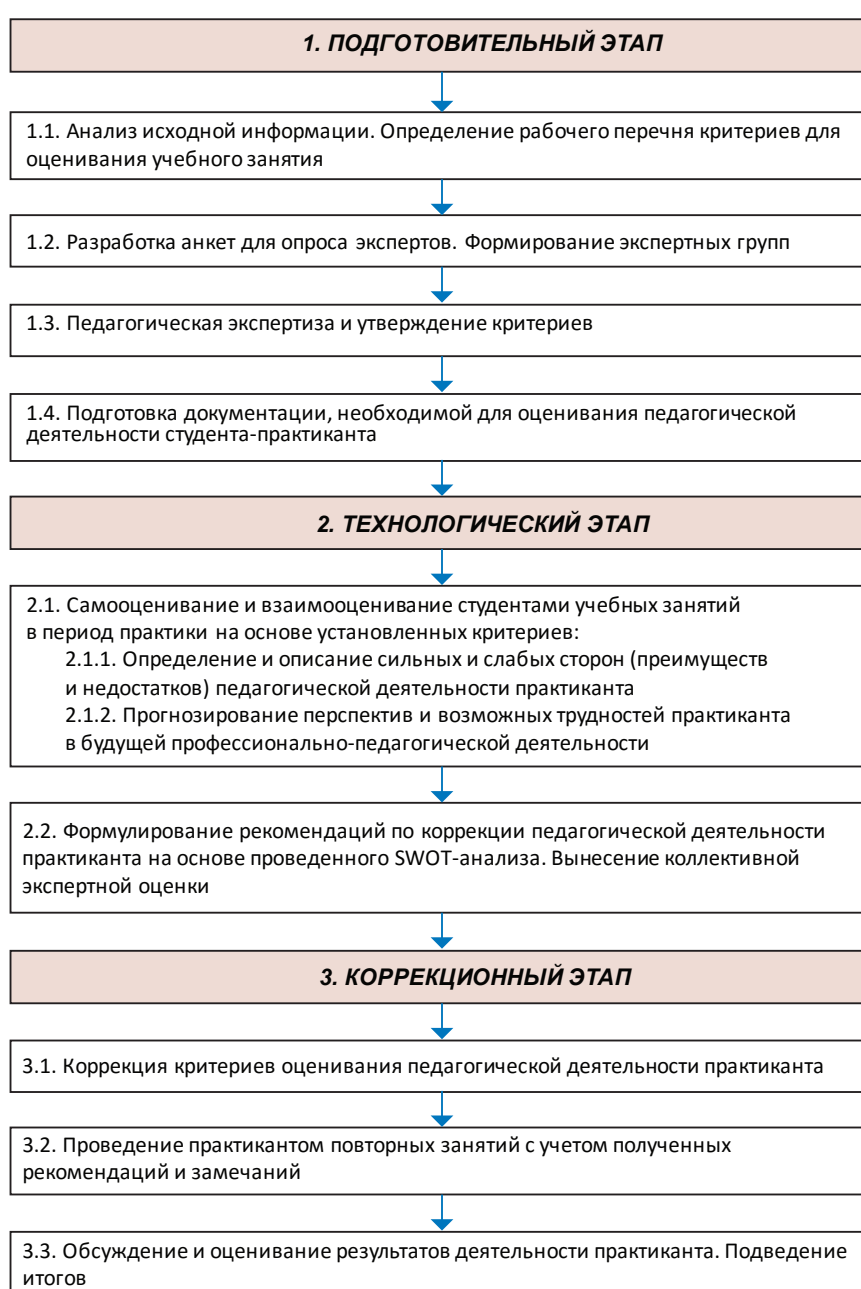 1. ПОДГОТОВИТЕЛЬНЫЙ ЭТАП
1.1. Анализ исходной информации. Определение рабочего перечня критериев для
оценивания учебного занятия
1.2. Разработка анкет для опроса экспертов. Формирование экспертных групп
1.3. Педагогическая экспертиза и утверждение критериев
1.4. Подготовка документации, необходимой для оценивания педагогической
деятельности студента-практиканта
2. ТЕХНОЛОГИЧЕСКИЙ ЭТАП
2.1. Самооценивание и взаимооценивание студентами учебных занятий
в период практики на основе установленных критериев:
2.1.1. Определение и описание сильных и слабых сторон (преимуществ
и недостатков) педагогической деятельности практиканта
2.1.2. Прогнозирование перспектив и возможных трудностей практиканта
в будущей профессионально-педагогической деятельности
2.2. Формулирование рекомендаций по коррекции педагогической деятельности
практиканта на основе проведенного SWOT-анализа. Вынесение коллективной
экспертной оценки
3. КОРРЕКЦИОННЫЙ ЭТАП
3.1. Коррекция критериев оценивания педагогической деятельности практиканта
3.2. Проведение практикантом повторных занятий с учетом полученных
рекомендаций и замечаний
3.3. Обсуждение и оценивание результатов деятельности практиканта. Подведение
итогов